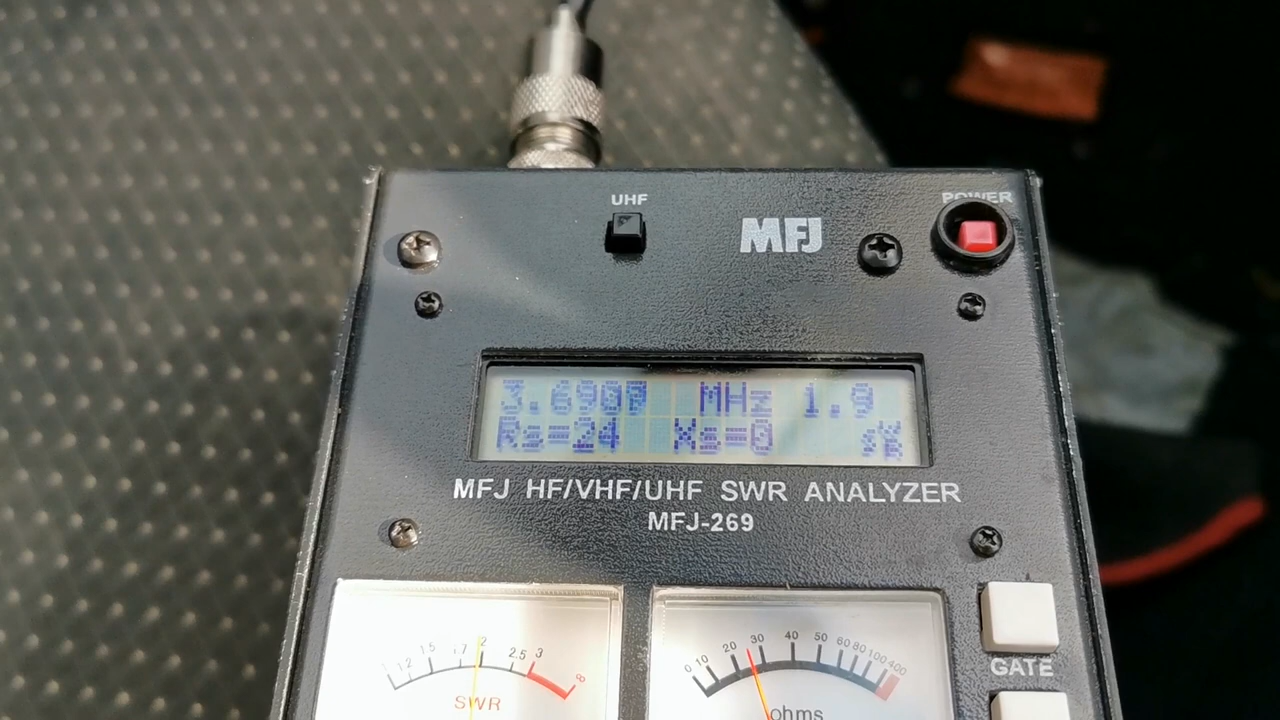 UHF
MFJ
POWER
3.6907 MHz 1.9
Rs=24 Xs=0
MFJ HF/VHF/UHF SWR ANALYZER
MFJ-269
1 1.2 1.5 1.7 2 2.5 3 8
SWR
0 10 20 30 40 50 60 80 100 400
ohms
GATE